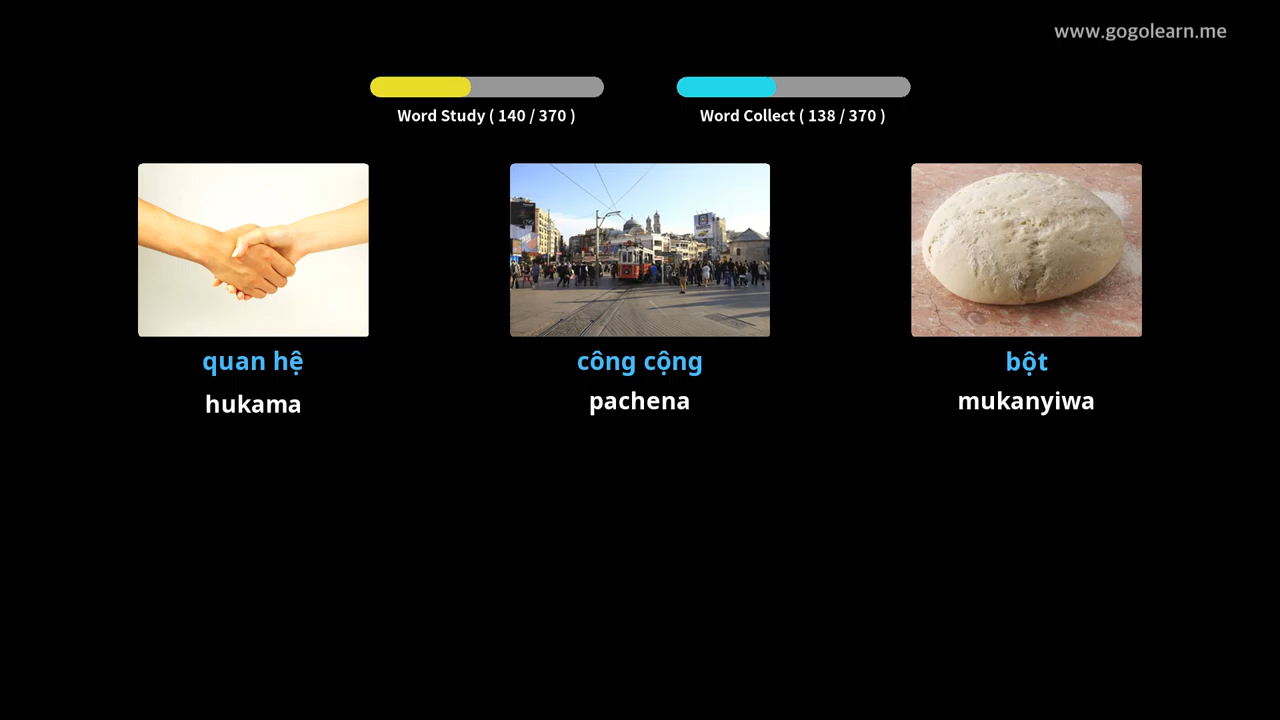 www.gogolearn.me
Word Study ( 140 / 370 )
Word Collect ( 138 / 370 )
quan hệ
hukama
công cộng
pachena
bột
mukanyiwa